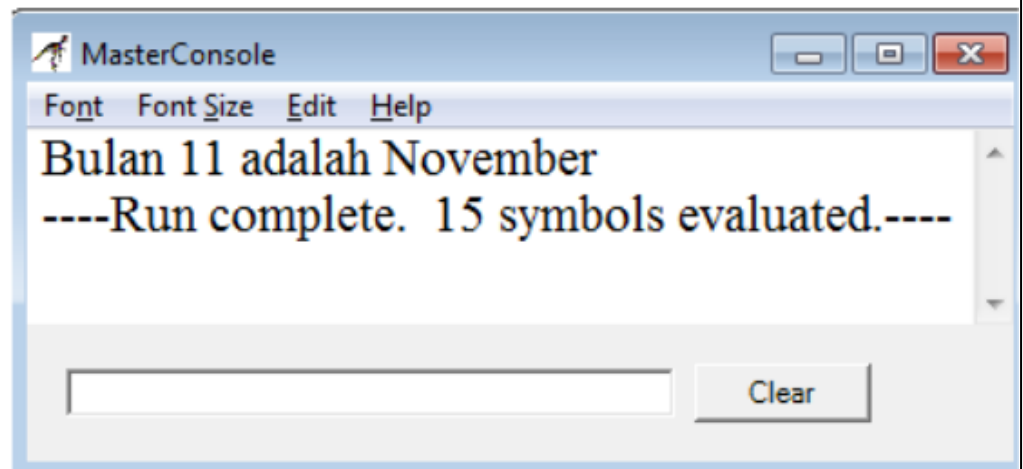 MasterConsole
Font Font Size Edit Help
Bulan 11 adalah November
----Run complete.  15 symbols evaluated.----
Clear